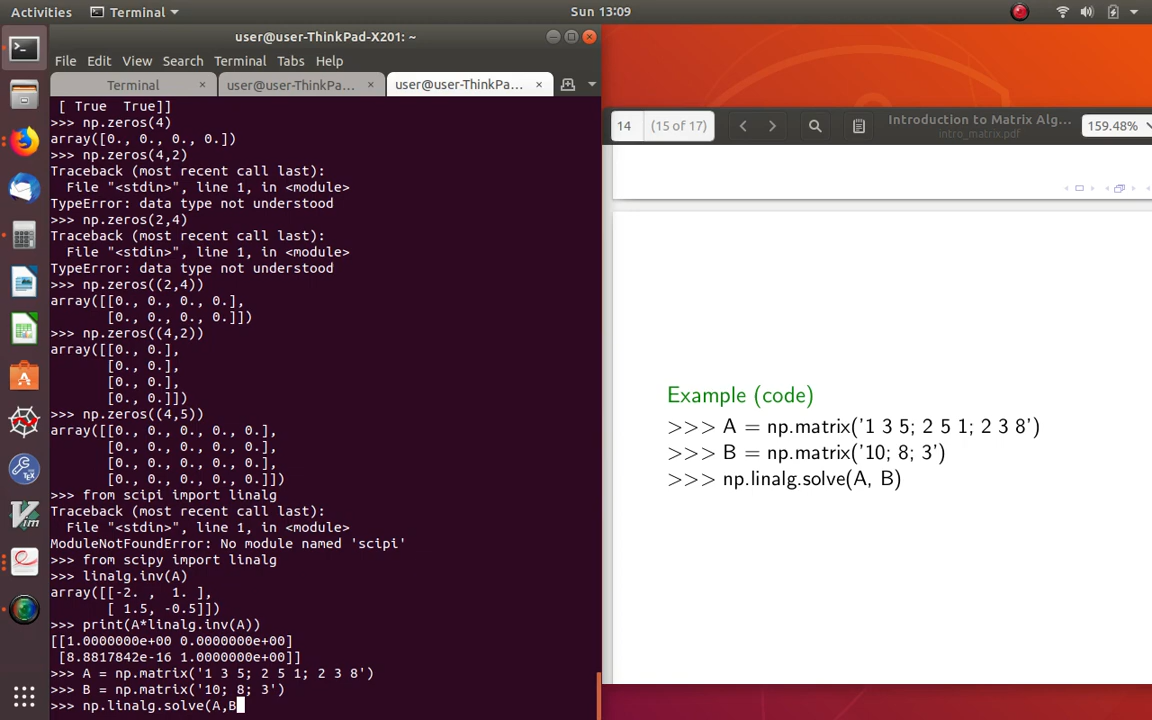 Activities
Terminal
Sun 13:09
user@user-ThinkPad-X201: ~
File Edit View Search Terminal Tabs Help
Terminal
user@user-ThinkPad...
user@user-ThinkPa...
[ True  True]]
>>> np.zeros(4)
array([0., 0., 0., 0.])
>>> np.zeros(4,2)
Traceback (most recent call last):
  File "<stdin>", line 1, in <module>
TypeError: data type not understood
>>> np.zeros(2,4)
Traceback (most recent call last):
  File "<stdin>", line 1, in <module>
TypeError: data type not understood
>>> np.zeros((2,4))
array([[0., 0., 0., 0.],
       [0., 0., 0., 0.]])
>>> np.zeros((4,2))
array([[0., 0.],
       [0., 0.],
       [0., 0.],
       [0., 0.]])
>>> np.zeros((4,5))
array([[0., 0., 0., 0., 0.],
       [0., 0., 0., 0., 0.],
       [0., 0., 0., 0., 0.],
       [0., 0., 0., 0., 0.]])
>>> from scipi import linalg
Traceback (most recent call last):
  File "<stdin>", line 1, in <module>
ModuleNotFoundError: No module named 'scipi'
>>> from scipy import linalg
>>> linalg.inv(A)
array([[-2. ,  1. ],
       [ 1.5, -0.5]])
>>> print(A*linalg.inv(A))
[[1.0000000e+00 0.0000000e+00]
 [8.8817842e-16 1.0000000e+00]]
>>> A = np.matrix('1 3 5; 2 5 1; 2 3 8')
>>> B = np.matrix('10; 8; 3')
>>> np.linalg.solve(A,B
14
(15 of 17)
Introduction to Matrix Alg...
intro_matrix.pdf
159.48%
Example (code)
>>> A = np.matrix('1 3 5; 2 5 1; 2 3 8')
>>> B = np.matrix('10; 8; 3')
>>> np.linalg.solve(A, B)